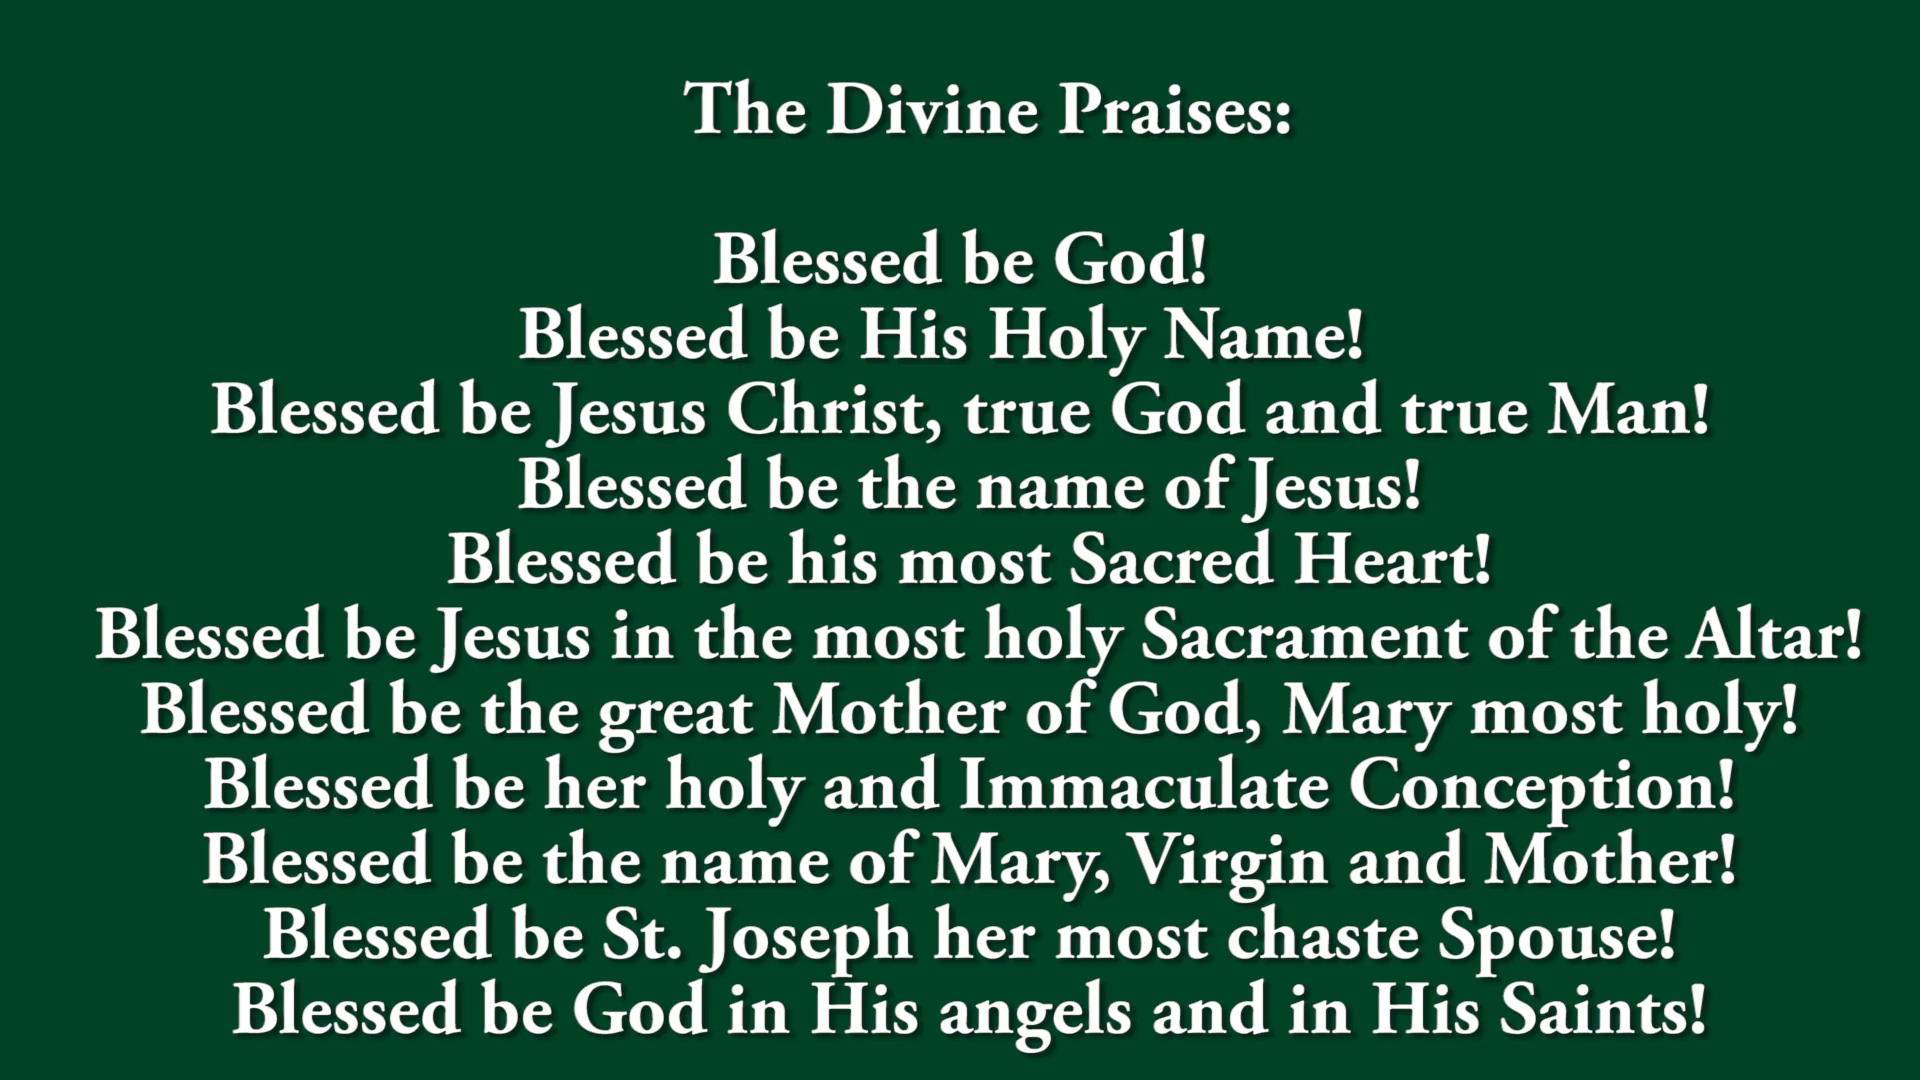 The Divine Praises:
Blessed be God!
Blessed be His Holy Name!
Blessed be Jesus Christ, true God and true Man!
Blessed be the name of Jesus!
Blessed be his most Sacred Heart!
Blessed be Jesus in the most holy Sacrament of the Altar!
Blessed be the great Mother of God, Mary most holy!
Blessed be her holy and Immaculate Conception!
Blessed be the name of Mary, Virgin and Mother!
Blessed be St. Joseph her most chaste Spouse!
Blessed be God in His angels and in His Saints!